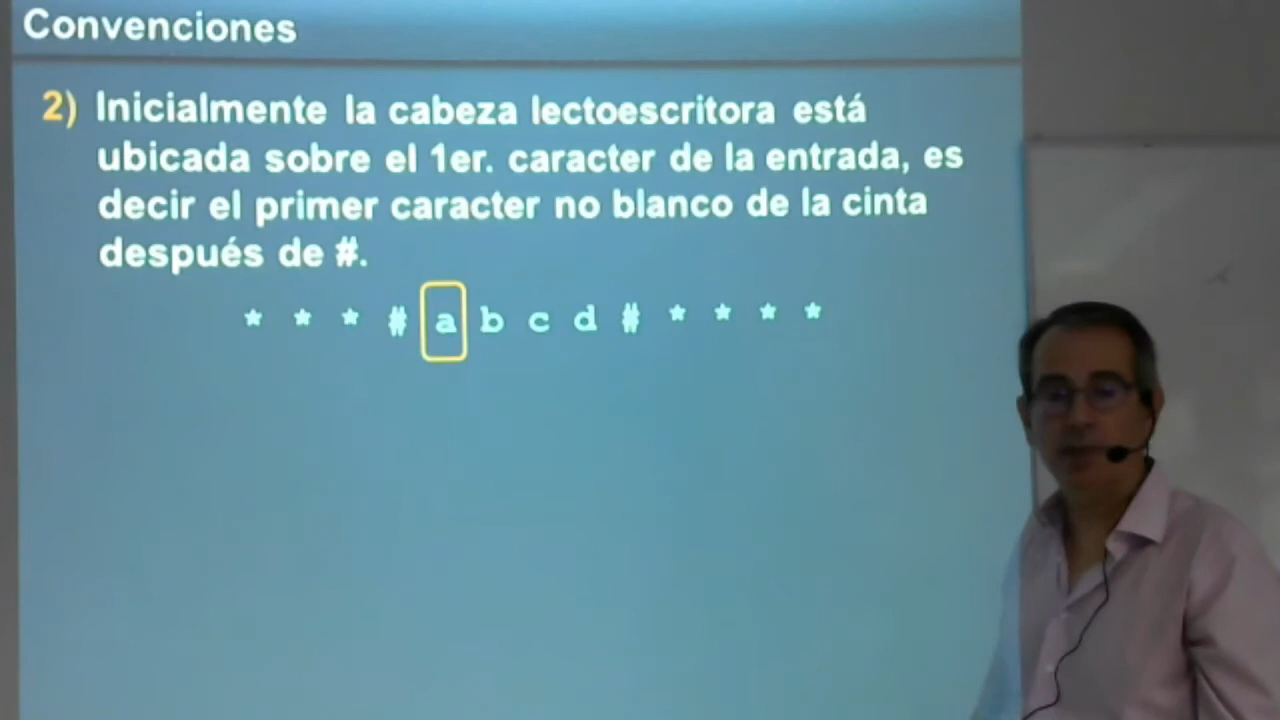 Convenciones
2) Inicialmente la cabeza lectoescritora está
ubicada sobre el 1er. caracter de la entrada, es
decir el primer caracter no blanco de la cinta
después de #.
* * * # a b c d # * * * *